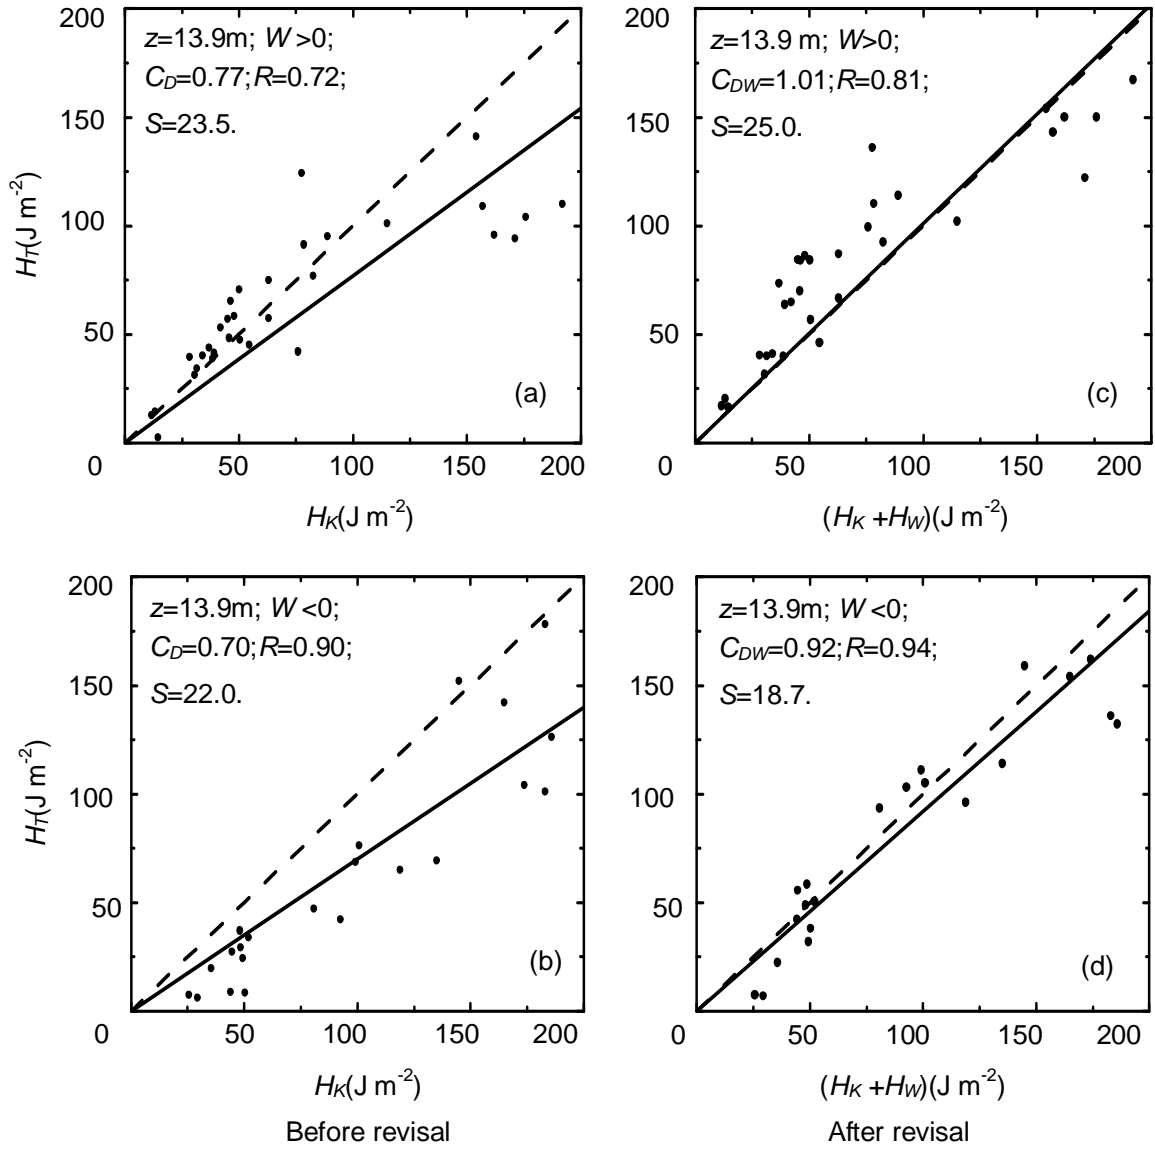 200
150
100
50
0
z=13.9m; W >0;
C_D=0.77; R=0.72;
S=23.5.
(a)
H_T(J m⁻²)
50 100 150 200
H_K(J m⁻²)
200
150
100
50
0
z=13.9 m; W>0;
C_DW=1.01; R=0.81;
S=25.0.
(c)
50 100 150 200
(H_K +H_W)(J m⁻²)
200
150
100
50
0
z=13.9m; W <0;
C_D=0.70; R=0.90;
S=22.0.
(b)
H_T(J m⁻²)
50 100 150 200
H_K(J m⁻²)
Before revisal
200
150
100
50
0
z=13.9m; W <0;
C_DW=0.92; R=0.94;
S=18.7.
(d)
50 100 150 200
(H_K +H_W)(J m⁻²)
After revisal